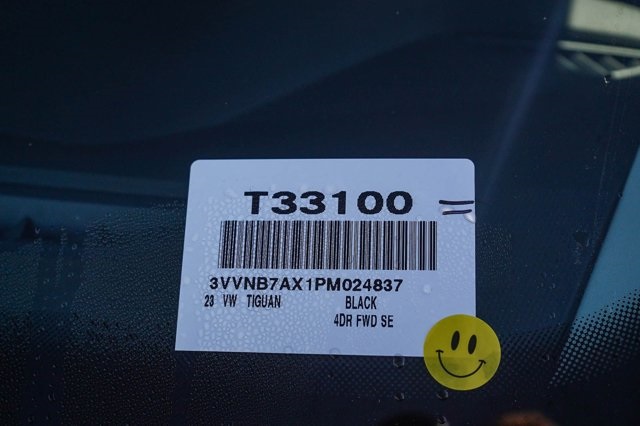 T33100
3VVNB7AX1PM024837
23 VW TIGUAN BLACK
4DR FWD SE